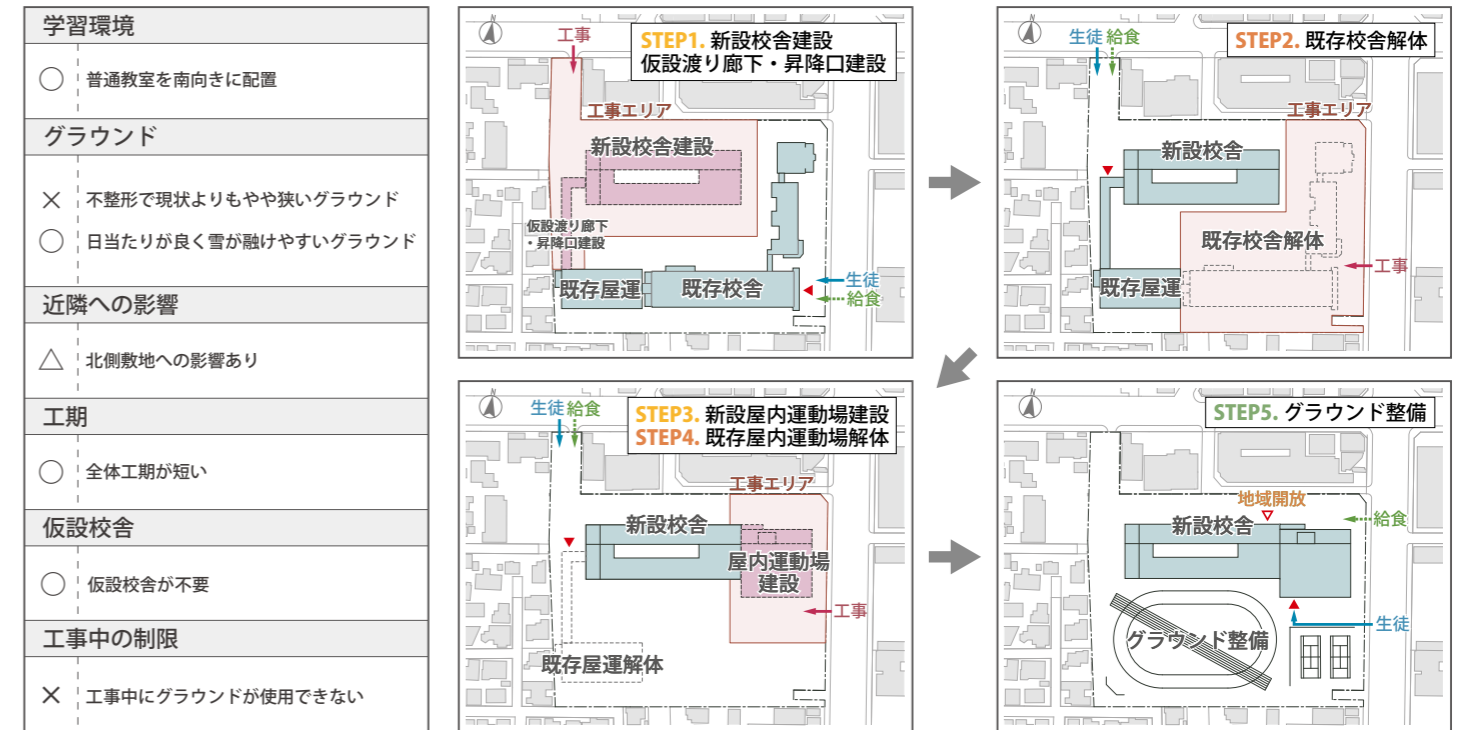 学習環境
○ 普通教室を南向きに配置
グラウンド
× 不整形で現状よりもやや狭いグラウンド
○ 日当たりが良く雪が融けやすいグラウンド
近隣への影響
△ 北側敷地への影響あり
工期
○ 全体工期が短い
仮設校舎
○ 仮設校舎が不要
工事中の制限
× 工事中にグラウンドが使用できない
N
工事
STEP1. 新設校舎建設
仮設渡り廊下・昇降口建設
工事エリア
新設校舎建設
仮設渡り廊下
・昇降口建設
既存屋運
既存校舎
生徒
給食
N
生徒
給食
STEP2. 既存校舎解体
工事エリア
新設校舎
既存校舎解体
工事
既存屋運
N
生徒
給食
STEP3. 新設屋内運動場建設
STEP4. 既存屋内運動場解体
工事エリア
新設校舎
屋内運動場
建設
工事
既存屋運解体
N
STEP5. グラウンド整備
地域開放
新設校舎
給食
生徒
グラウンド整備